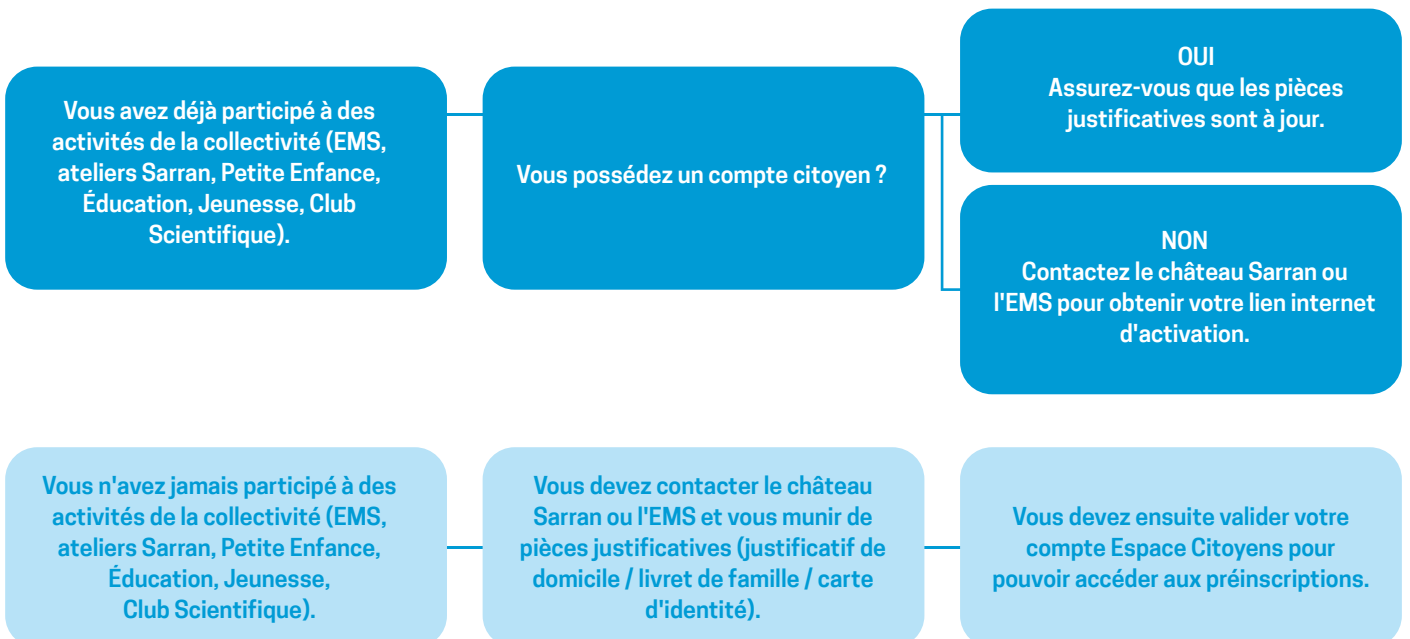 Vous avez déjà participé à des
activités de la collectivité (EMS,
ateliers Sarran, Petite Enfance,
Éducation, Jeunesse, Club
Scientifique).
Vous possédez un compte citoyen ?
OUI
Assurez-vous que les pièces
justificatives sont à jour.
NON
Contactez le château Sarran ou
l'EMS pour obtenir votre lien internet
d'activation.
Vous n'avez jamais participé à des
activités de la collectivité (EMS,
ateliers Sarran, Petite Enfance,
Éducation, Jeunesse,
Club Scientifique).
Vous devez contacter le château
Sarran ou l'EMS et vous munir de
pièces justificatives (justificatif de
domicile / livret de famille / carte
d'identité).
Vous devez ensuite valider votre
compte Espace Citoyens pour
pouvoir accéder aux préinscriptions.